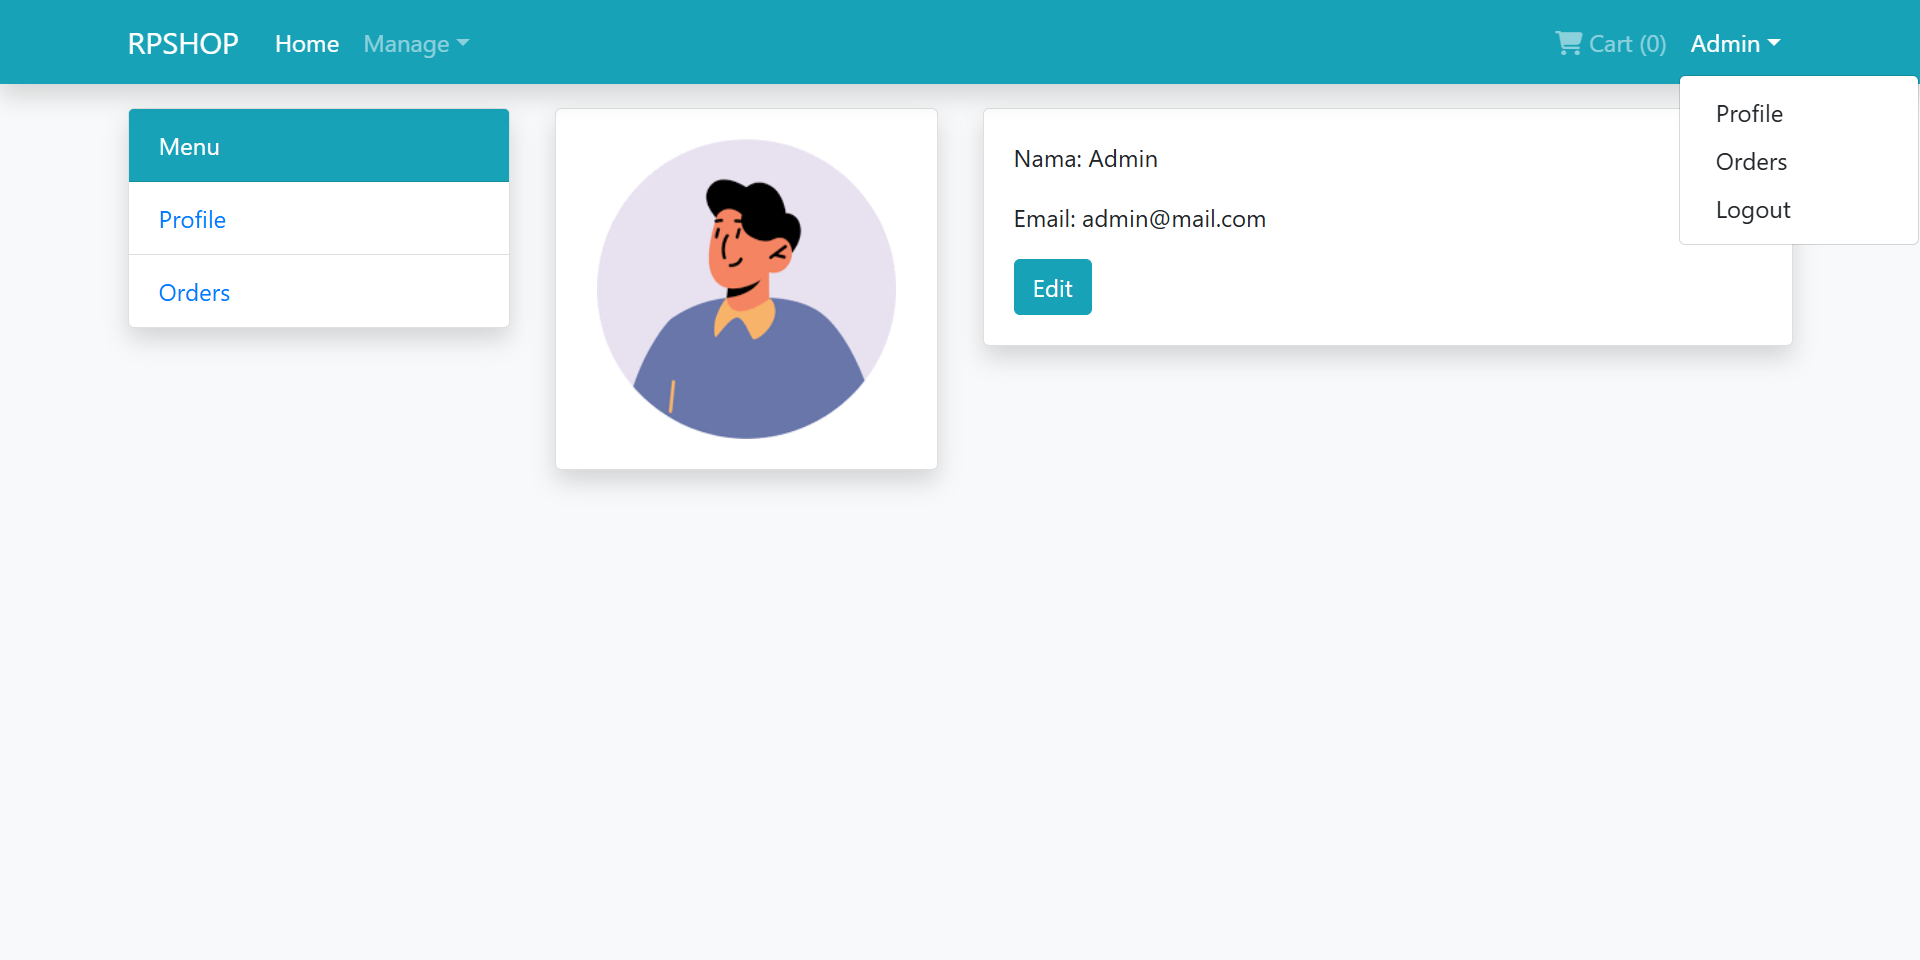 RPSHOP Home Manage Cart (0) Admin
Profile
Orders
Logout
Menu
Profile
Orders
Nama: Admin
Email: admin@mail.com
Edit